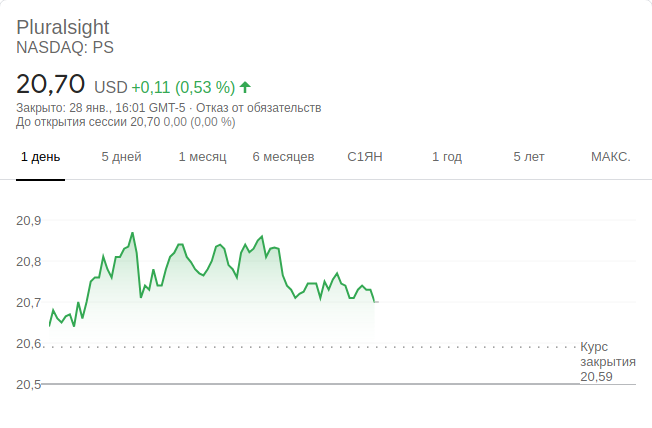 Pluralsight
NASDAQ: PS
20,70 USD +0,11 (0,53 %)
Закрыто: 28 янв., 16:01 GMT-5 · Отказ от обязательств
До открытия сессии 20,70 0,00 (0,00 %)
1 день 5 дней 1 месяц 6 месяцев С1ЯН 1 год 5 лет МАКС.
20,9
20,8
20,7
20,6
Курс
закрытия
20,59
20,5